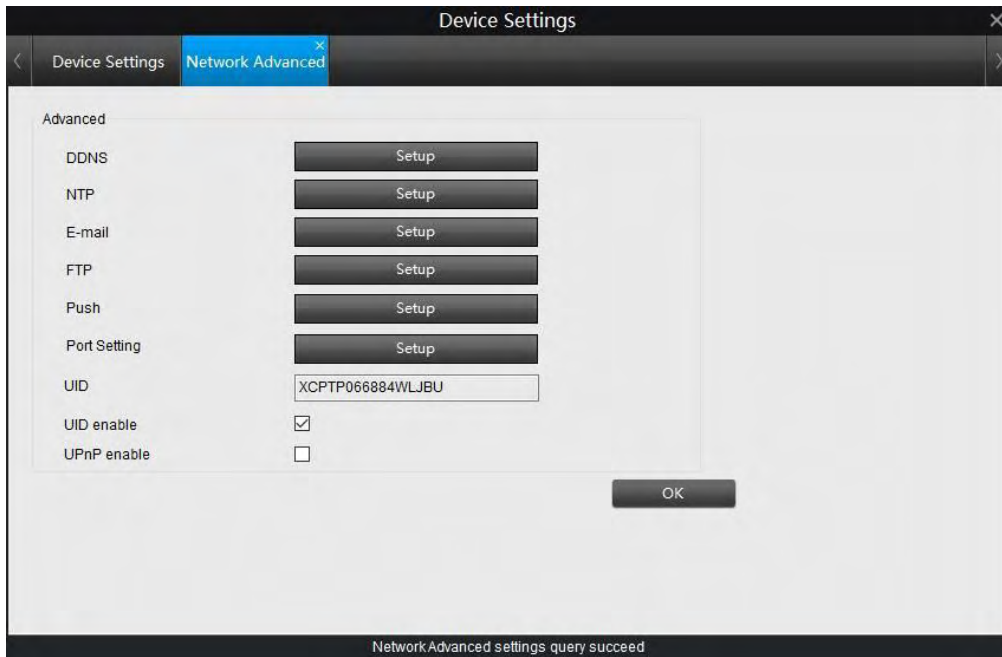 Device Settings
Device Settings
Network Advanced
Advanced
DDNS Setup
NTP Setup
E-mail Setup
FTP Setup
Push Setup
Port Setting Setup
UID XCPTP066884WLJBU
UID enable
UPnP enable
OK
Network Advanced settings query succeed